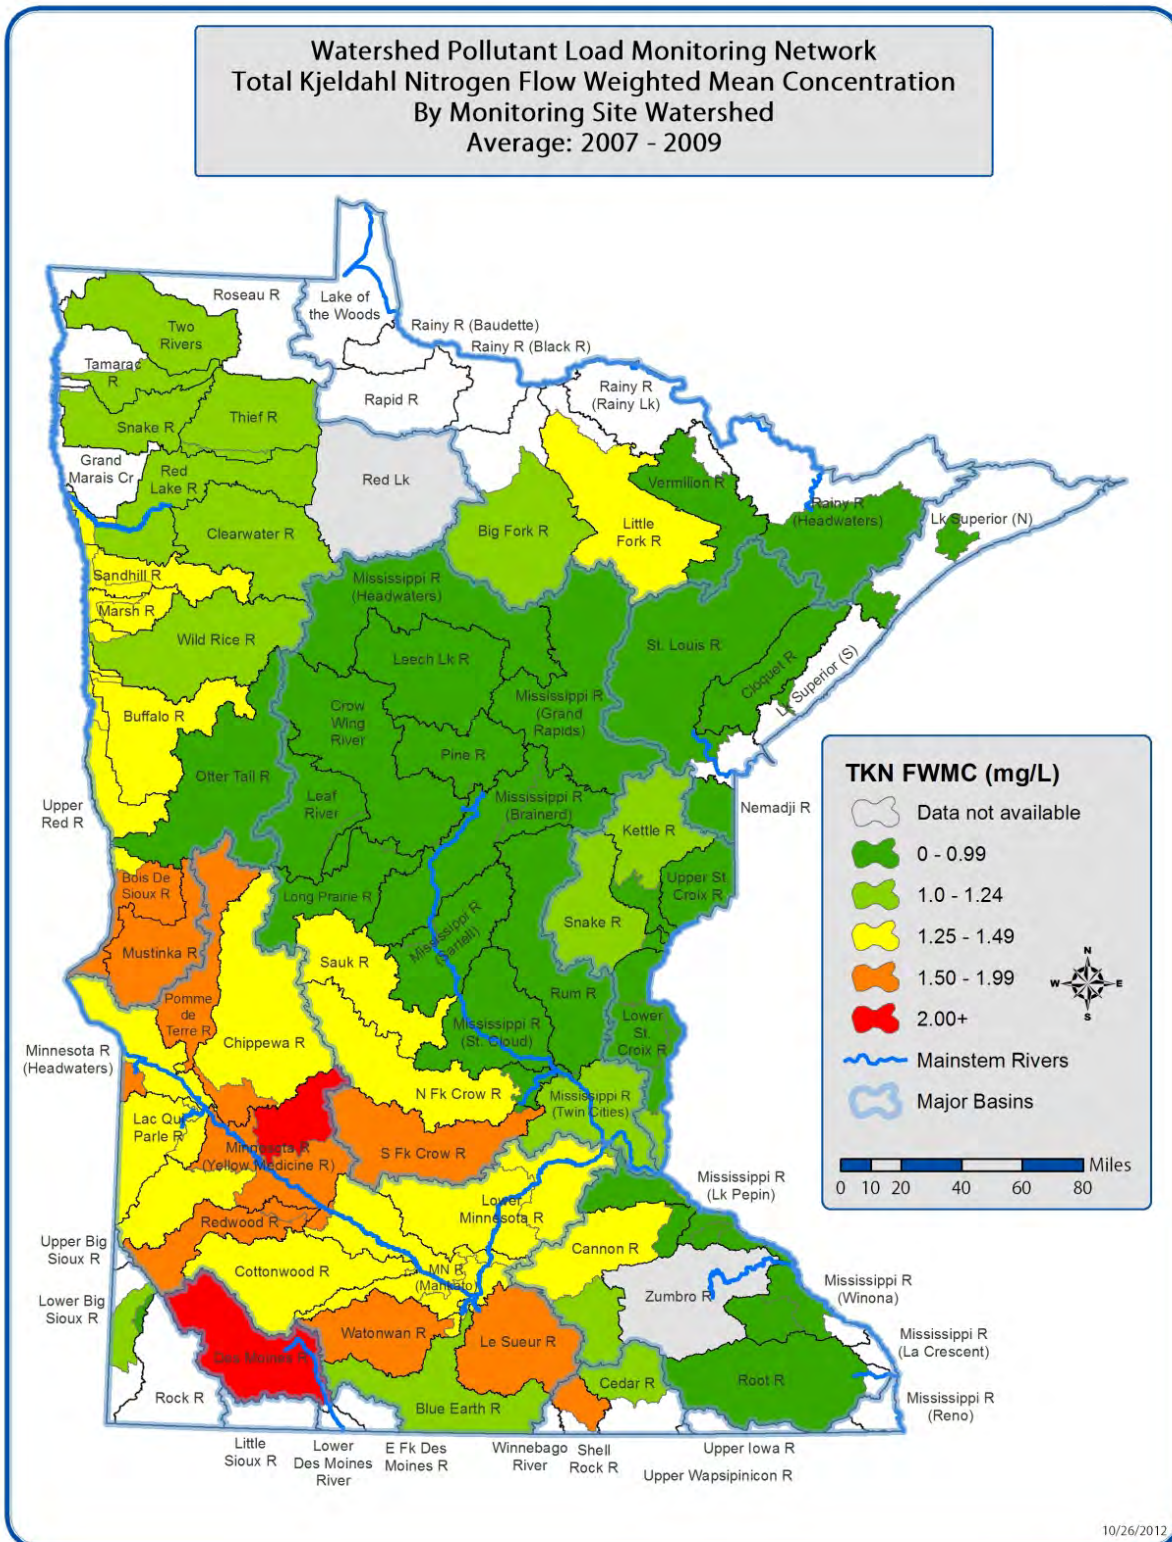 Watershed Pollutant Load Monitoring Network
Total Kjeldahl Nitrogen Flow Weighted Mean Concentration
By Monitoring Site Watershed
Average: 2007 - 2009
Roseau R
Lake of
the Woods
Two
Rivers
Rainy R (Baudette)
Rainy R (Black R)
Tamarac
R
Rapid R
Rainy R
(Rainy Lk)
Snake R
Thief R
Grand
Marais Cr
Red
Lake R
Red Lk
Vermilion R
Rainy R
(Headwaters)
Lk Superior (N)
Clearwater R
Big Fork R
Little
Fork R
Sandhill R
Mississippi R
(Headwaters)
Marsh R
Wild Rice R
Leech Lk R
St. Louis R
Cloquet R
Lk Superior (S)
Buffalo R
Crow
Wing
River
Mississippi R
(Grand
Rapids)
Pine R
Otter Tail R
Upper
Red R
Leaf
River
Mississippi R
(Brainerd)
Nemadji R
Kettle R
Bois De
Sioux R
Long Prairie R
Upper St.
Croix R
Mustinka R
Sauk R
Mississippi R
(Sartell)
Snake R
Pomme
de
Terre R
Rum R
Chippewa R
Mississippi R
(St. Cloud)
Lower
St.
Croix R
Minnesota R
(Headwaters)
N Fk Crow R
Mississippi R
(Twin Cities)
Lac Qui
Parle R
Minnesota R
(Yellow Medicine R)
S Fk Crow R
Mississippi R
(Lk Pepin)
Redwood R
Lower
Minnesota R
Upper Big
Sioux R
Cottonwood R
MN R
(Mankato)
Cannon R
Zumbro R
Mississippi R
(Winona)
Lower Big
Sioux R
Watonwan R
Le Sueur R
Mississippi R
(La Crescent)
Des Moines R
Rock R
Blue Earth R
Cedar R
Root R
Mississippi R
(Reno)
Little
Sioux R
Lower
Des Moines
River
E Fk Des
Moines R
Winnebago
River
Shell
Rock R
Upper Iowa R
Upper Wapsipinicon R
TKN FWMC (mg/L)
Data not available
0 - 0.99
1.0 - 1.24
1.25 - 1.49
1.50 - 1.99
2.00+
Mainstem Rivers
Major Basins
N
W E
S
Miles
0 10 20 40 60 80
10/26/2012